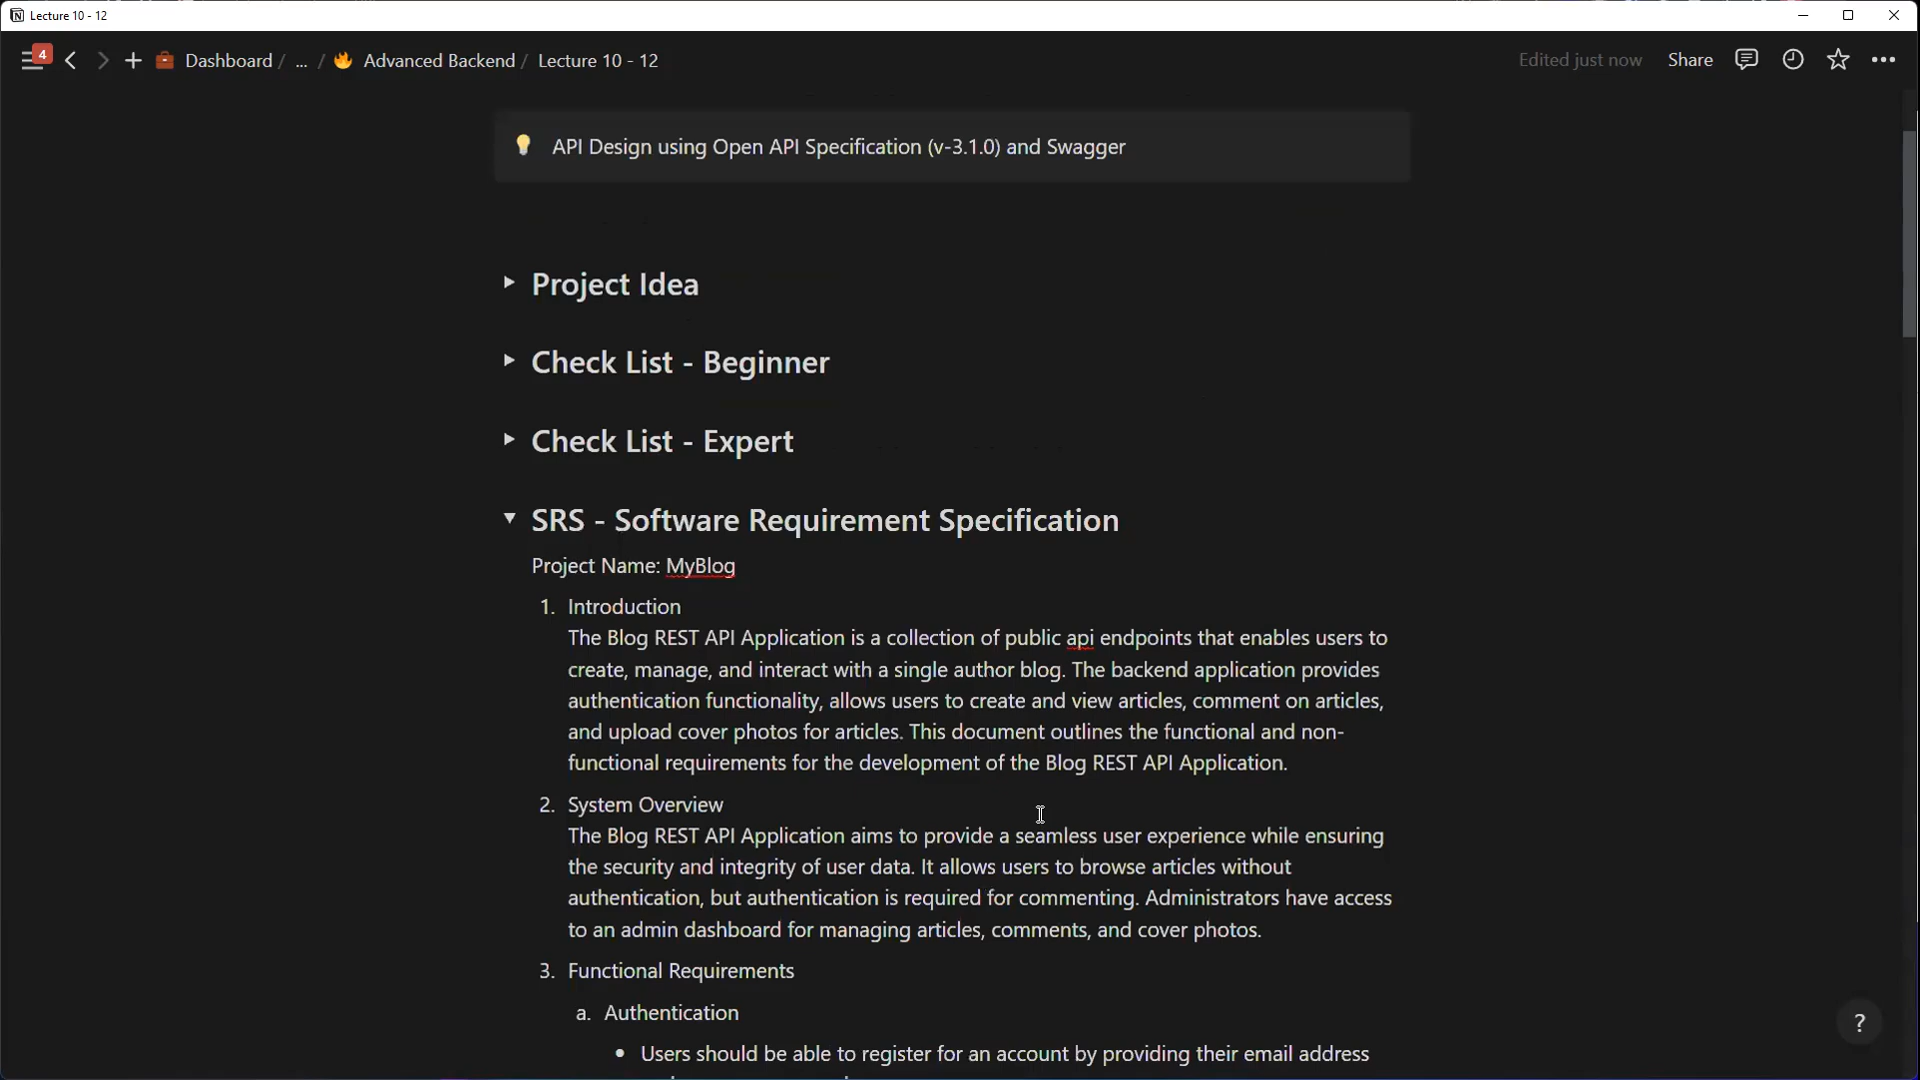 Lecture 10 - 12
4
Dashboard / ... / Advanced Backend / Lecture 10 - 12
Edited just now Share
API Design using Open API Specification (v-3.1.0) and Swagger
Project Idea
Check List - Beginner
Check List - Expert
SRS - Software Requirement Specification
Project Name: MyBlog
1. Introduction
The Blog REST API Application is a collection of public api endpoints that enables users to
create, manage, and interact with a single author blog. The backend application provides
authentication functionality, allows users to create and view articles, comment on articles,
and upload cover photos for articles. This document outlines the functional and non-
functional requirements for the development of the Blog REST API Application.
2. System Overview
The Blog REST API Application aims to provide a seamless user experience while ensuring
the security and integrity of user data. It allows users to browse articles without
authentication, but authentication is required for commenting. Administrators have access
to an admin dashboard for managing articles, comments, and cover photos.
3. Functional Requirements
a. Authentication
• Users should be able to register for an account by providing their email address
?